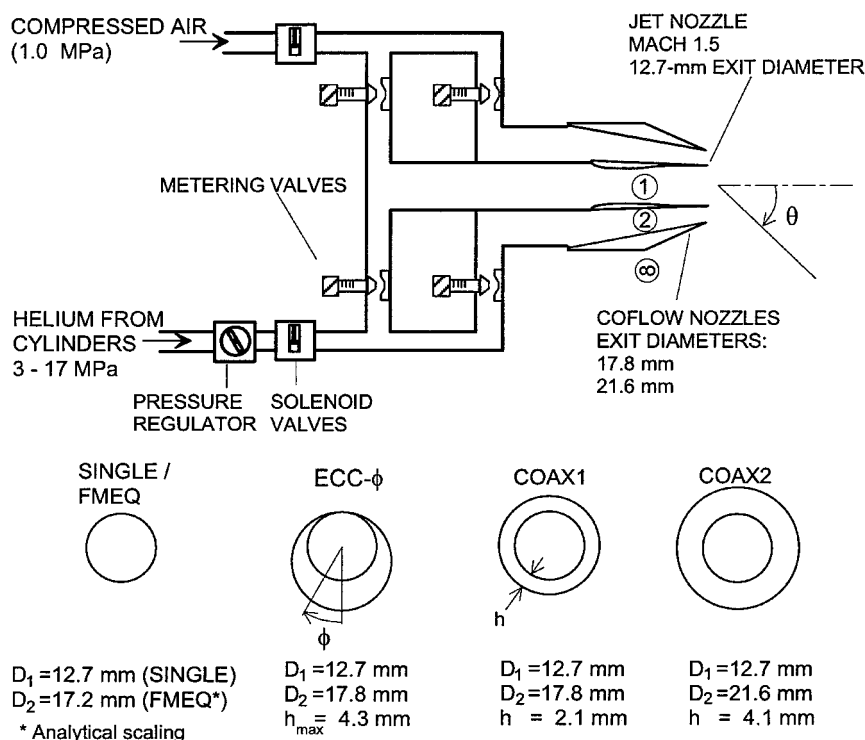 COMPRESSED AIR
(1.0 MPa)
JET NOZZLE
MACH 1.5
12.7-mm EXIT DIAMETER
METERING VALVES
1
2
∞
θ
HELIUM FROM
CYLINDERS
3 - 17 MPa
PRESSURE
REGULATOR
SOLENOID
VALVES
COFLOW NOZZLES
EXIT DIAMETERS:
17.8 mm
21.6 mm
SINGLE /
FMEQ
ECC-ϕ
COAX1
COAX2
ϕ
h
D₁ =12.7 mm (SINGLE)
D₂ =17.2 mm (FMEQ*)
* Analytical scaling
D₁ =12.7 mm
D₂ =17.8 mm
h_max = 4.3 mm
D₁ =12.7 mm
D₂ =17.8 mm
h = 2.1 mm
D₁ =12.7 mm
D₂ =21.6 mm
h = 4.1 mm